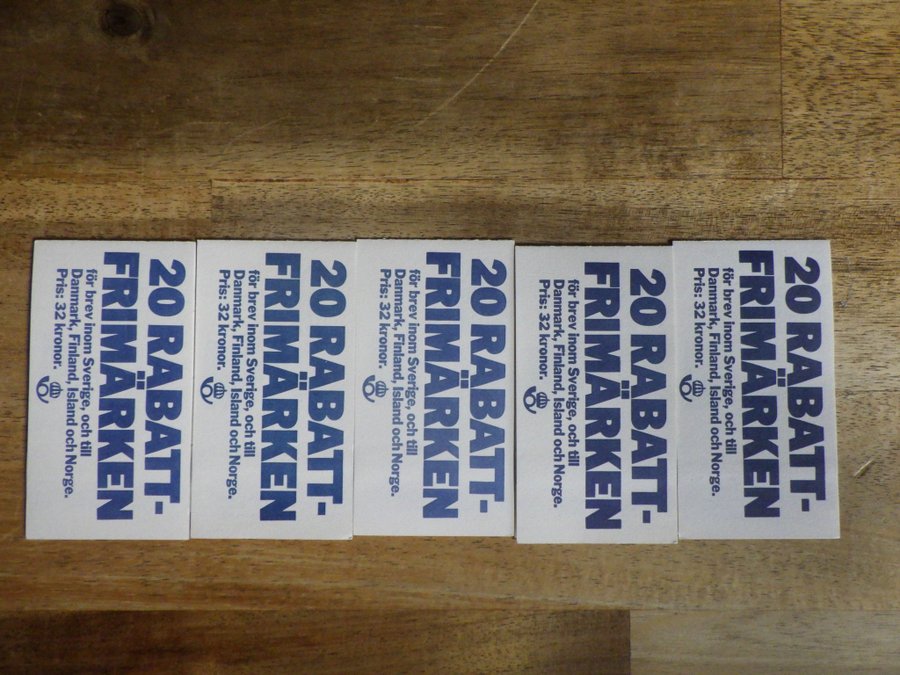 20 RABATT-
FRIMÄRKEN
för brev inom Sverige, och till
Danmark, Finland, Island och Norge.
Pris: 32 kronor.
20 RABATT-
FRIMÄRKEN
för brev inom Sverige, och till
Danmark, Finland, Island och Norge.
Pris: 32 kronor.
20 RABATT-
FRIMÄRKEN
för brev inom Sverige, och till
Danmark, Finland, Island och Norge.
Pris: 32 kronor.
20 RABATT-
FRIMÄRKEN
för brev inom Sverige, och till
Danmark, Finland, Island och Norge.
Pris: 32 kronor.
20 RABATT-
FRIMÄRKEN
för brev inom Sverige, och till
Danmark, Finland, Island och Norge.
Pris: 32 kronor.